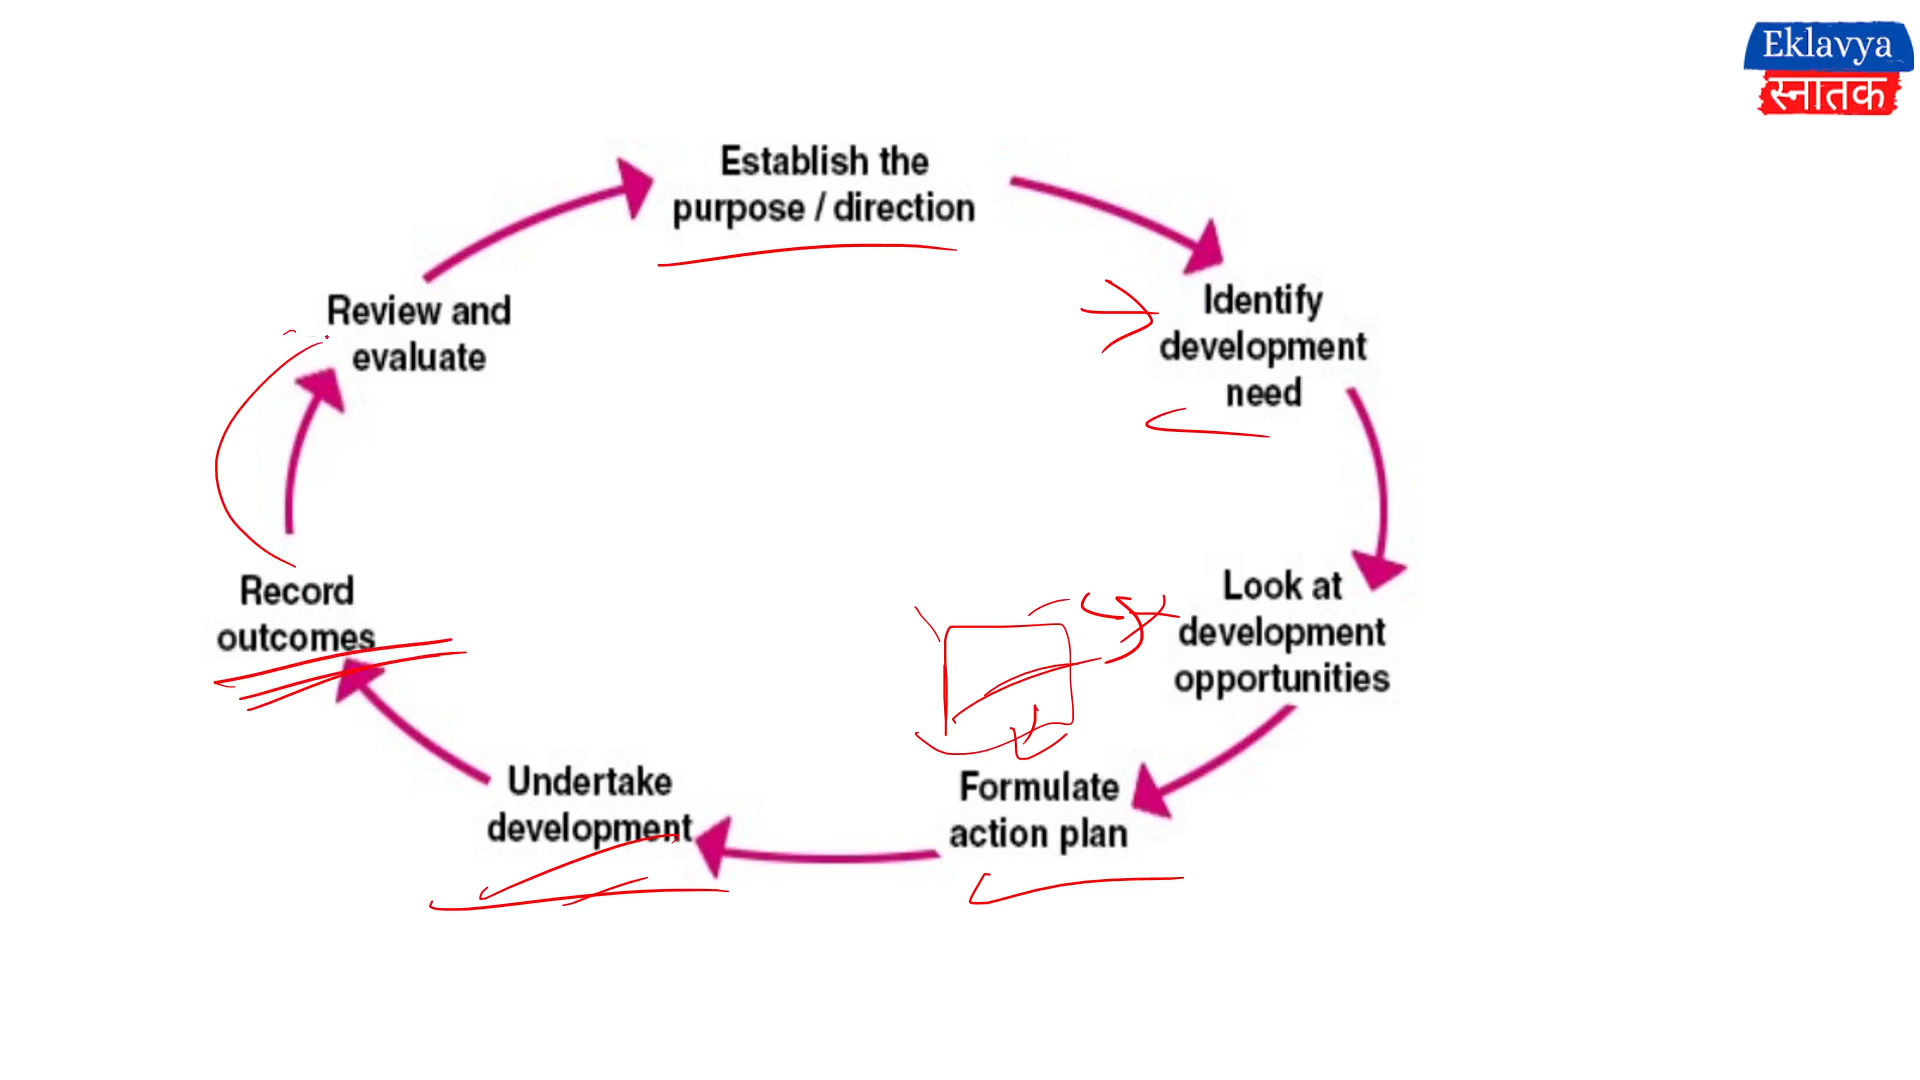 Eklavya
स्नातक
Establish the
purpose / direction
Identify
development
need
Look at
development
opportunities
Formulate
action plan
Undertake
development
Record
outcomes
Review and
evaluate